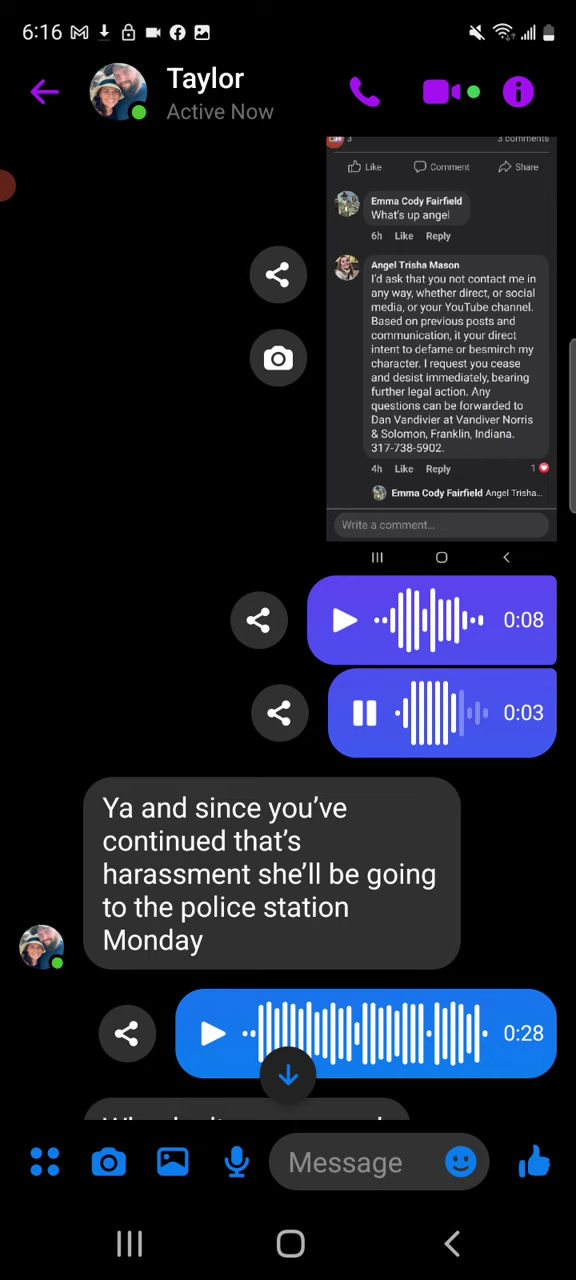 6:16
Taylor
Active Now
3
3 comments
Like
Comment
Share
Emma Cody Fairfield
What's up angel
6h Like Reply
Angel Trisha Mason
I'd ask that you not contact me in
any way, whether direct, or social
media, or your YouTube channel.
Based on previous posts and
communication, it your direct
intent to defame or besmirch my
character. I request you cease
and desist immediately, bearing
further legal action. Any
questions can be forwarded to
Dan Vandivier at Vandiver Norris
& Solomon, Franklin, Indiana.
317-738-5902.
4h Like Reply 1
Emma Cody Fairfield Angel Trisha...
Write a comment...
0:08
0:03
Ya and since you've
continued that's
harassment she'll be going
to the police station
Monday
0:28
Message